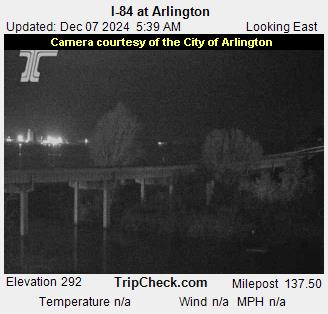 I-84 at Arlington
Updated: Dec 07 2024 5:39 AM Looking East
Camera courtesy of the City of Arlington
Elevation 292 TripCheck.com Milepost 137.50
Temperature n/a Wind n/a MPH n/a